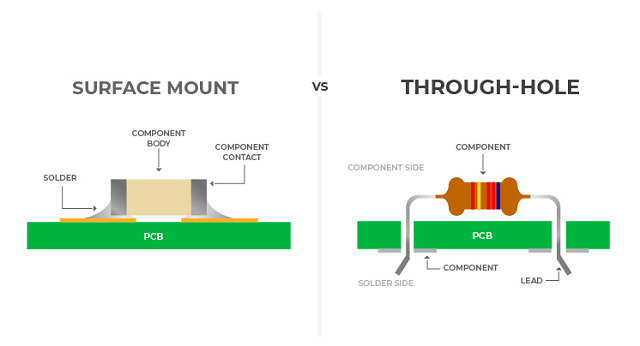 SURFACE MOUNT
VS
THROUGH-HOLE
COMPONENT
BODY
COMPONENT
CONTACT
SOLDER
PCB
COMPONENT
COMPONENT SIDE
PCB
COMPONENT
LEAD
SOLDER SIDE